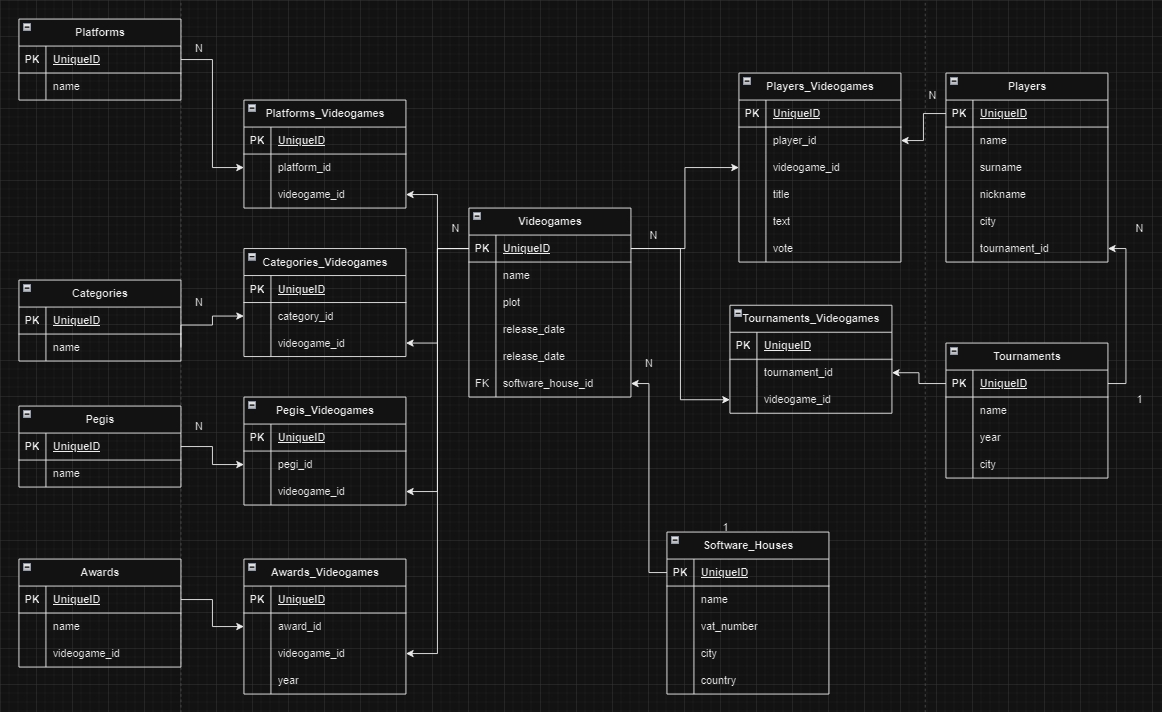 Platforms
PK UniqueID
name
N
Platforms_Videogames
PK UniqueID
platform_id
videogame_id
Categories
PK UniqueID
name
N
Categories_Videogames
PK UniqueID
category_id
videogame_id
Pegis
PK UniqueID
name
N
Pegis_Videogames
PK UniqueID
pegi_id
videogame_id
Awards
PK UniqueID
name
videogame_id
Awards_Videogames
PK UniqueID
award_id
videogame_id
year
N
Videogames
PK UniqueID
name
plot
release_date
release_date
FK software_house_id
N
N
Players_Videogames
PK UniqueID
player_id
videogame_id
title
text
vote
N
Players
PK UniqueID
name
surname
nickname
city
tournament_id
N
Tournaments_Videogames
PK UniqueID
tournament_id
videogame_id
Tournaments
PK UniqueID
name
year
city
1
1
Software_Houses
PK UniqueID
name
vat_number
city
country